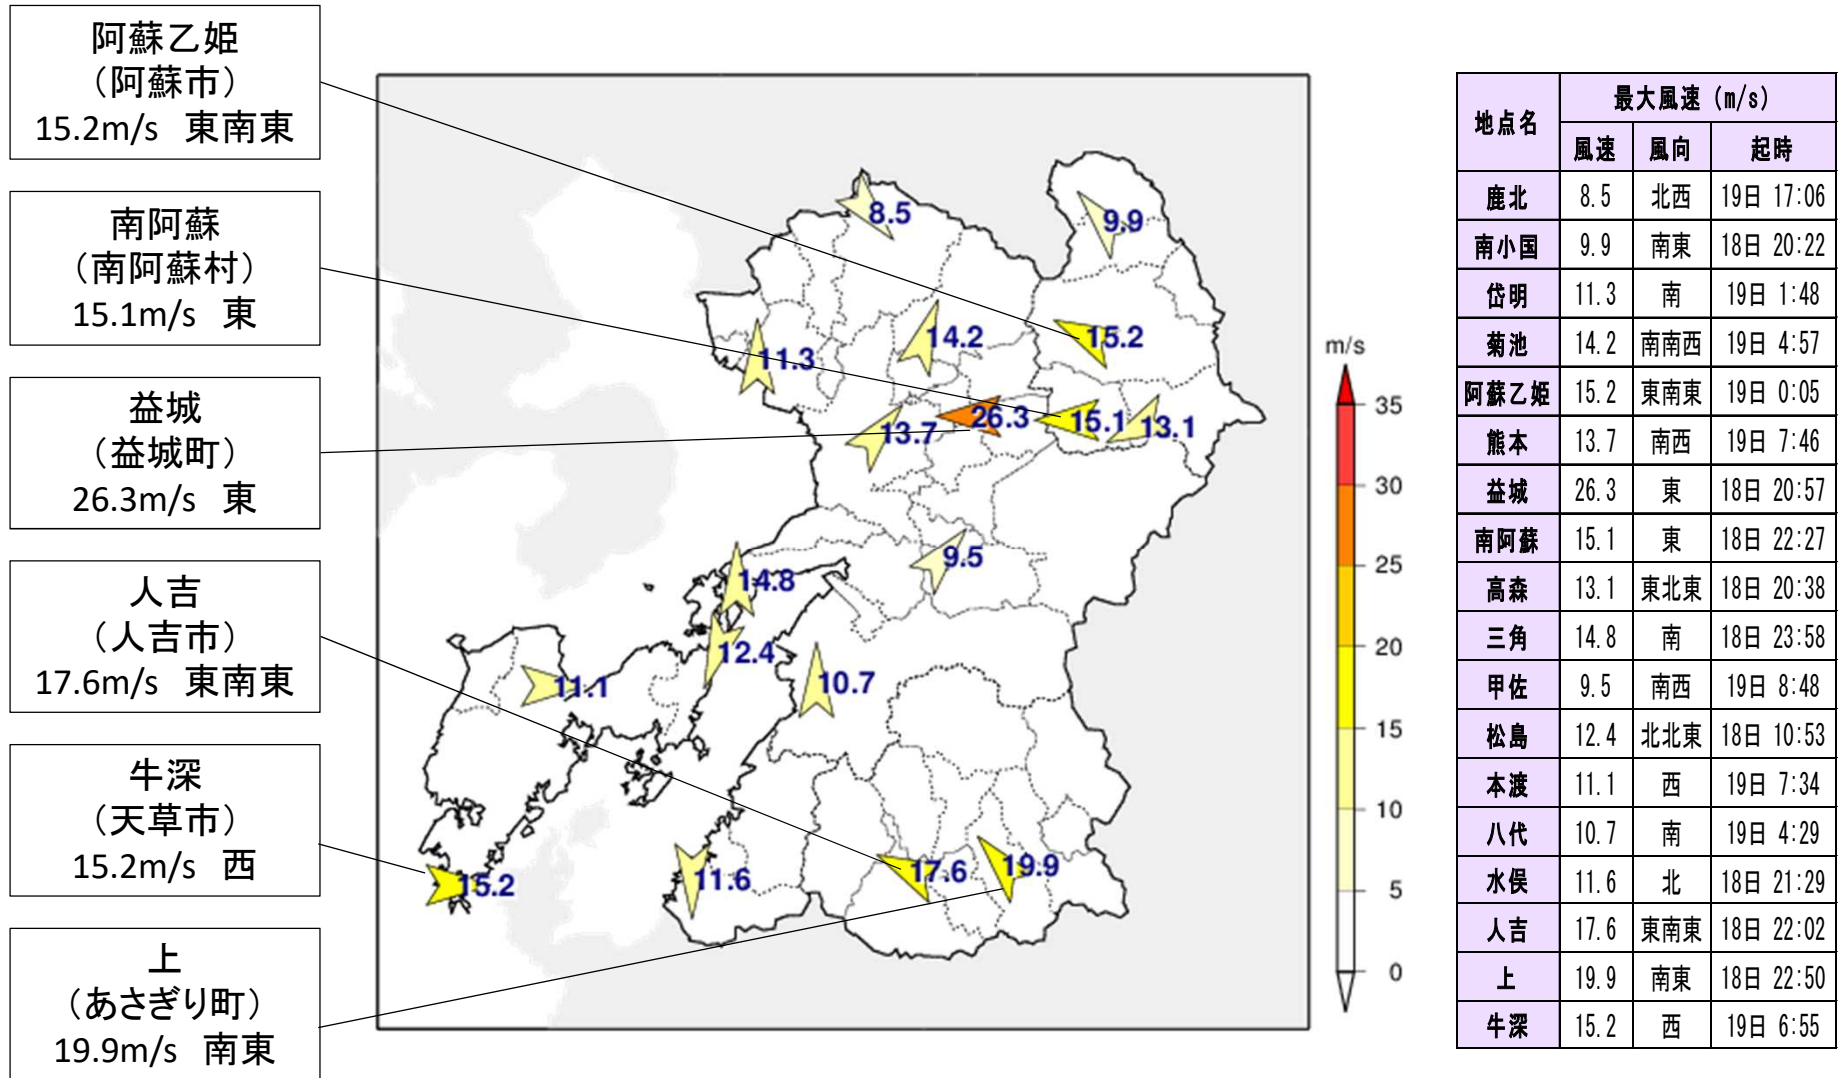 阿蘇乙姫
（阿蘇市）
15.2m/s 東南東
南阿蘇
（南阿蘇村）
15.1m/s 東
益城
（益城町）
26.3m/s 東
人吉
（人吉市）
17.6m/s 東南東
牛深
（天草市）
15.2m/s 西
上
（あさぎり町）
19.9m/s 南東
8.5
9.9
14.2
15.2
11.3
26.3
15.1
13.1
13.7
9.5
14.8
12.4
11.1
10.7
17.6
19.9
11.6
15.2
m/s
35
30
25
20
15
10
5
0
地点名 最大風速 (m/s)
風速 風向 起時
鹿北 8.5 北西 19日 17:06
南小国 9.9 南東 18日 20:22
岱明 11.3 南 19日 1:48
菊池 14.2 南南西 19日 4:57
阿蘇乙姫 15.2 東南東 19日 0:05
熊本 13.7 南西 19日 7:46
益城 26.3 東 18日 20:57
南阿蘇 15.1 東 18日 22:27
高森 13.1 東北東 18日 20:38
三角 14.8 南 18日 23:58
甲佐 9.5 南西 19日 8:48
松島 12.4 北北東 18日 10:53
本渡 11.1 西 19日 7:34
八代 10.7 南 19日 4:29
水俣 11.6 北 18日 21:29
人吉 17.6 東南東 18日 22:02
上 19.9 南東 18日 22:50
牛深 15.2 西 19日 6:55